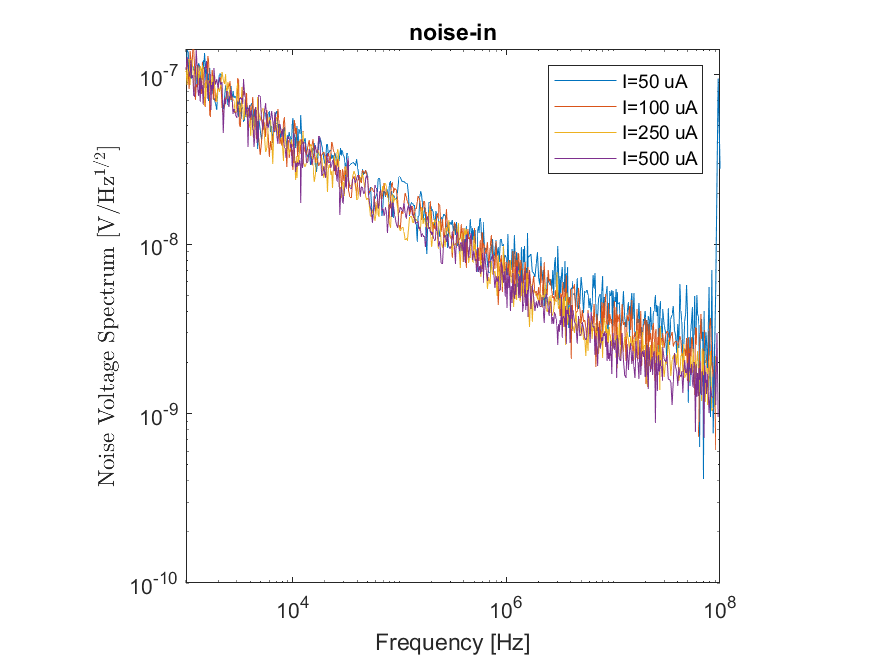 noise-in
I=50 uA
I=100 uA
I=250 uA
I=500 uA
10^-7
10^-8
10^-9
10^-10
Noise Voltage Spectrum [V/Hz^1/2]
10^4
10^6
10^8
Frequency [Hz]